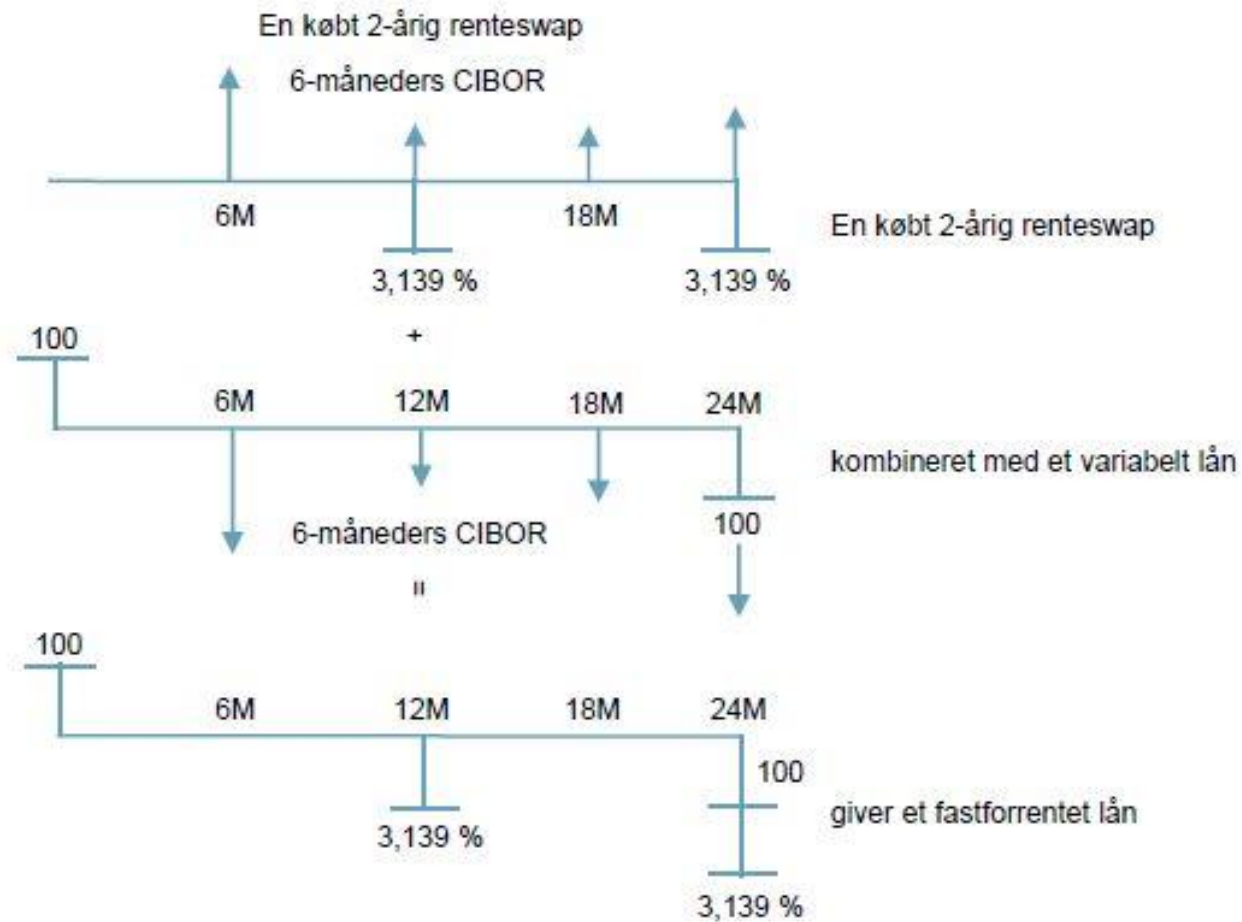 En købt 2-årig renteswap
6-måneders CIBOR
6M
18M
En købt 2-årig renteswap
3,139 %
3,139 %
100
+
6M
12M
18M
24M
kombineret med et variabelt lån
100
6-måneders CIBOR
=
100
6M
12M
18M
24M
100
giver et fastforrentet lån
3,139 %
3,139 %